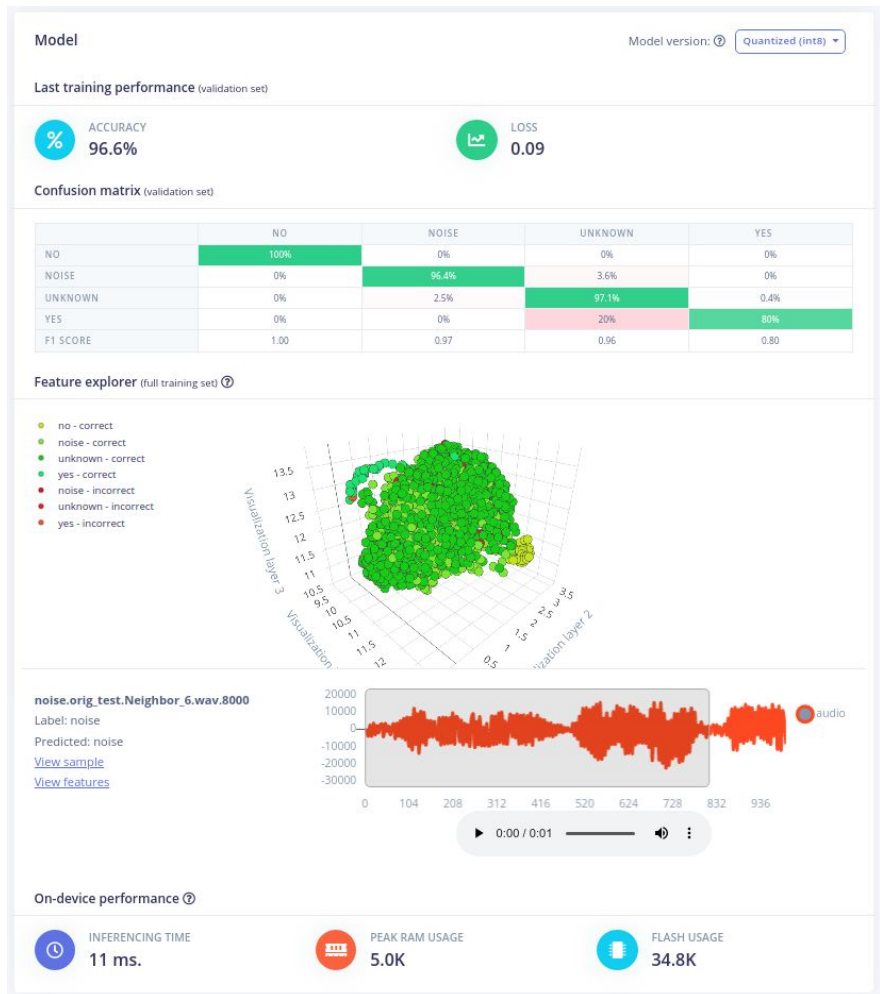 Model
Model version: Quantized (int8)
Last training performance (validation set)
ACCURACY
96.6%
LOSS
0.09
Confusion matrix (validation set)
NO NOISE UNKNOWN YES
NO 100% 0% 0% 0%
NOISE 0% 96.4% 3.6% 0%
UNKNOWN 0% 2.5% 97.1% 0.4%
YES 0% 0% 20% 80%
F1 SCORE 1.00 0.97 0.96 0.80
Feature explorer (full training set)
no - correct
noise - correct
unknown - correct
yes - correct
noise - incorrect
unknown - incorrect
yes - incorrect
Visualization layer 3
13.5
13
12.5
12
11.5
11
10.5
9.5
10
10.5
11
11.5
12
0.5
1
1.5
2
2.5
3
3.5
layer 2
noise.orig_test.Neighbor_6.wav.8000
Label: noise
Predicted: noise
View sample
View features
20000
10000
0
-10000
-20000
-30000
0 104 208 312 416 520 624 728 832 936
audio
0:00 / 0:01
On-device performance
INFERENCING TIME
11 ms.
PEAK RAM USAGE
5.0K
FLASH USAGE
34.8K